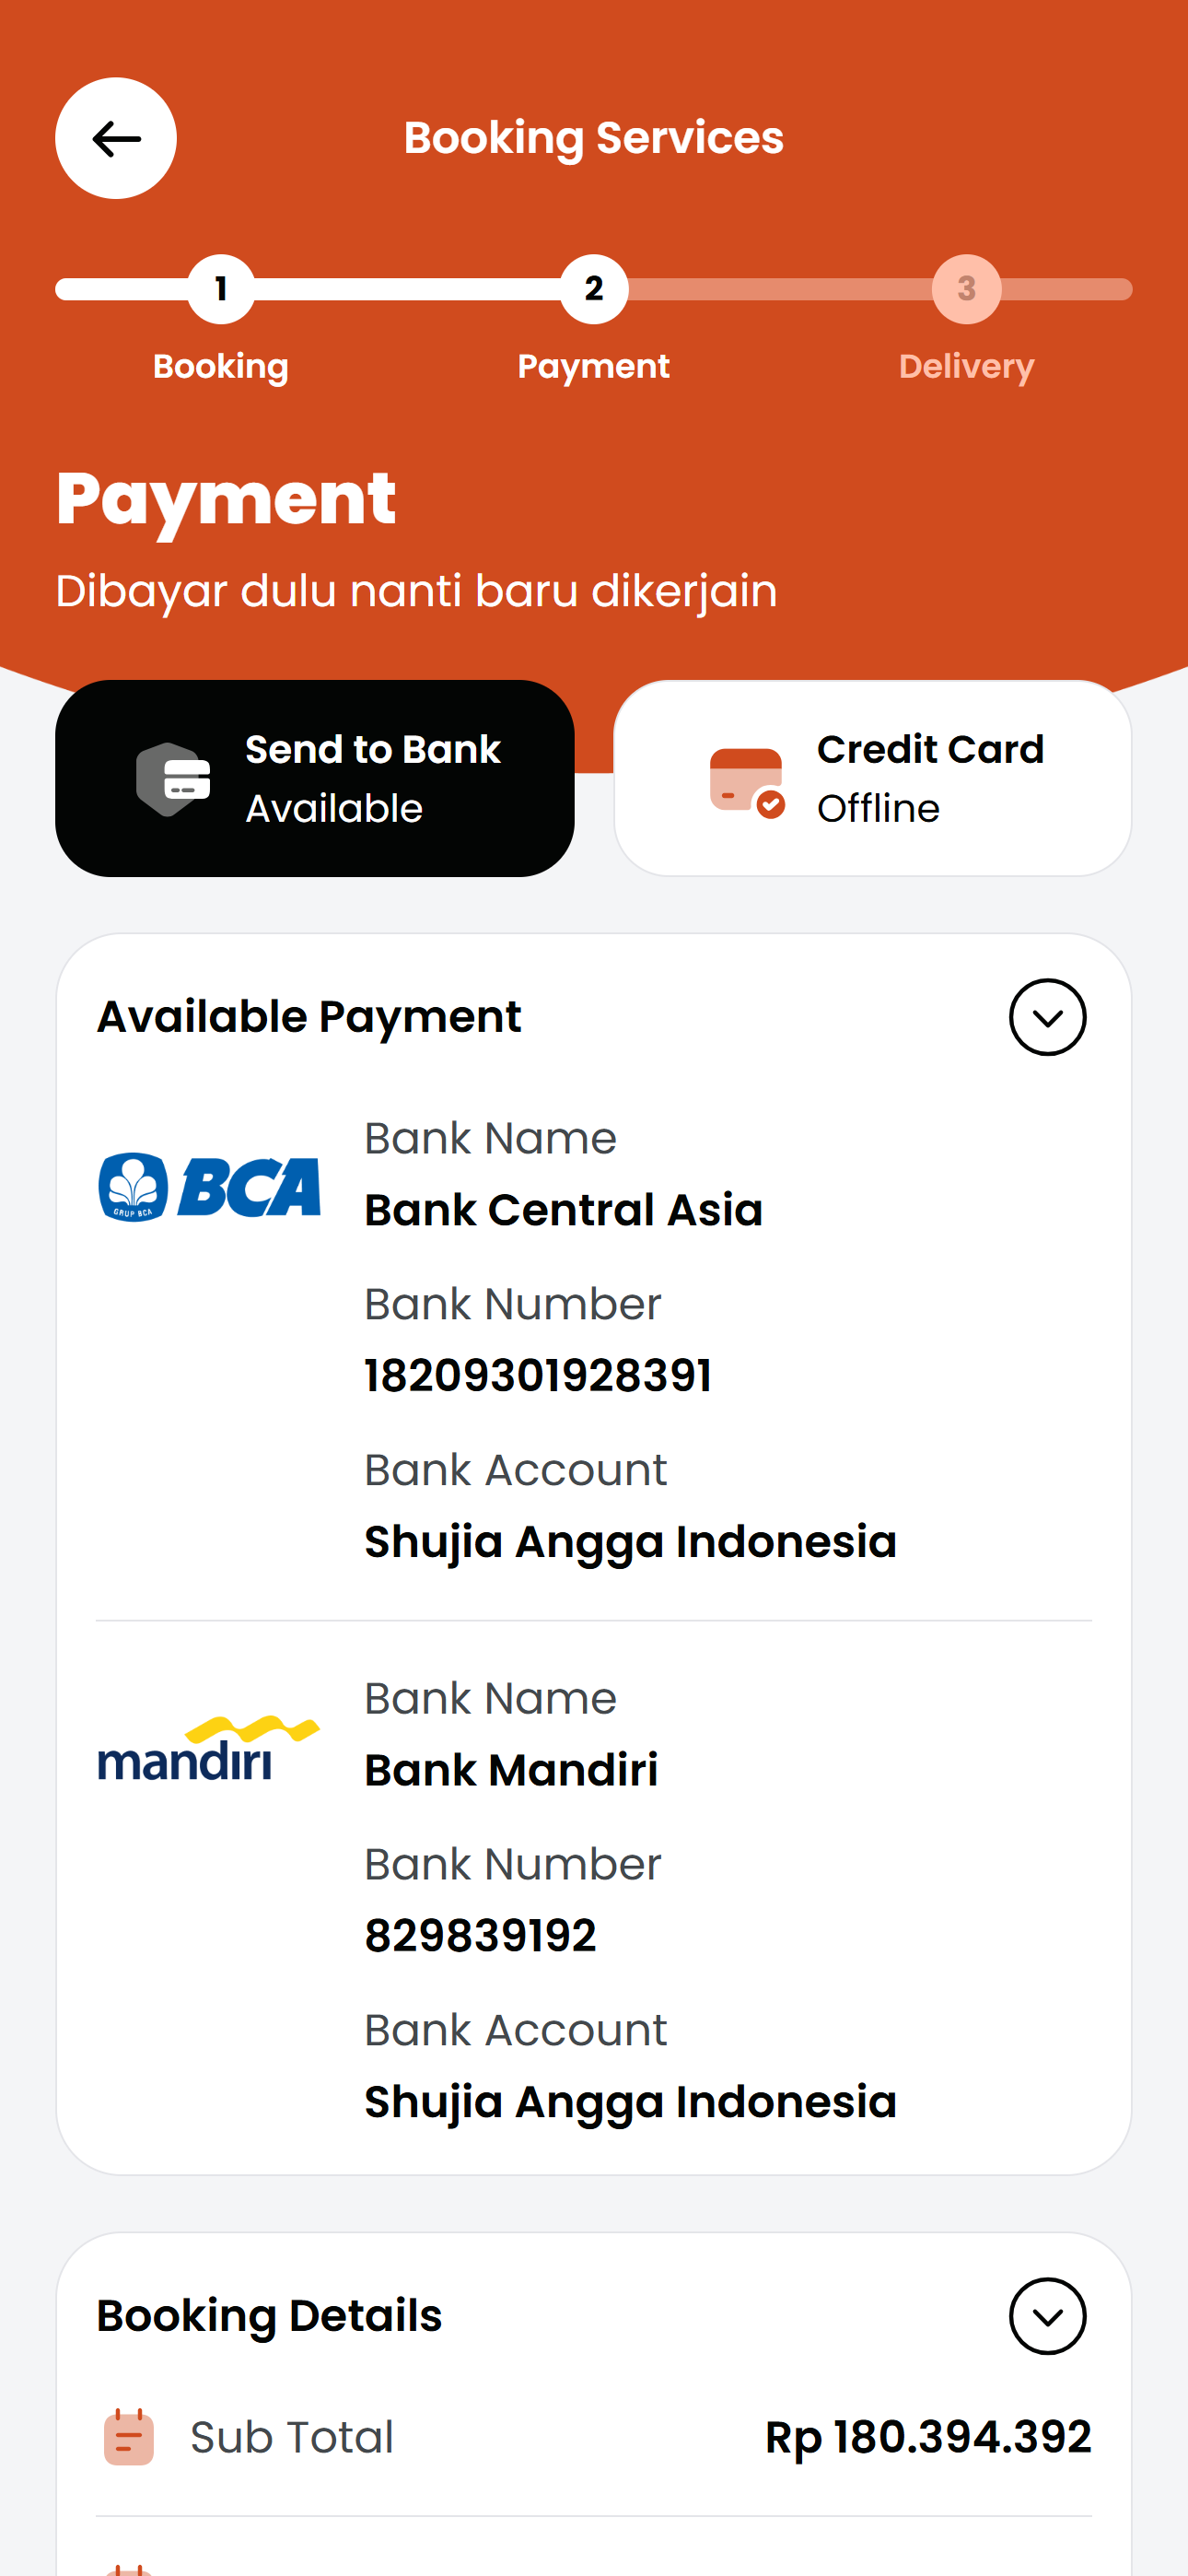 Booking Services
1
2
3
Booking
Payment
Delivery
Payment
Dibayar dulu nanti baru dikerjain
Send to Bank
Available
Credit Card
Offline
Available Payment
GRUP BCA
BCA
Bank Name
Bank Central Asia
Bank Number
18209301928391
Bank Account
Shujia Angga Indonesia
mandiri
Bank Name
Bank Mandiri
Bank Number
829839192
Bank Account
Shujia Angga Indonesia
Booking Details
Sub Total
Rp 180.394.392